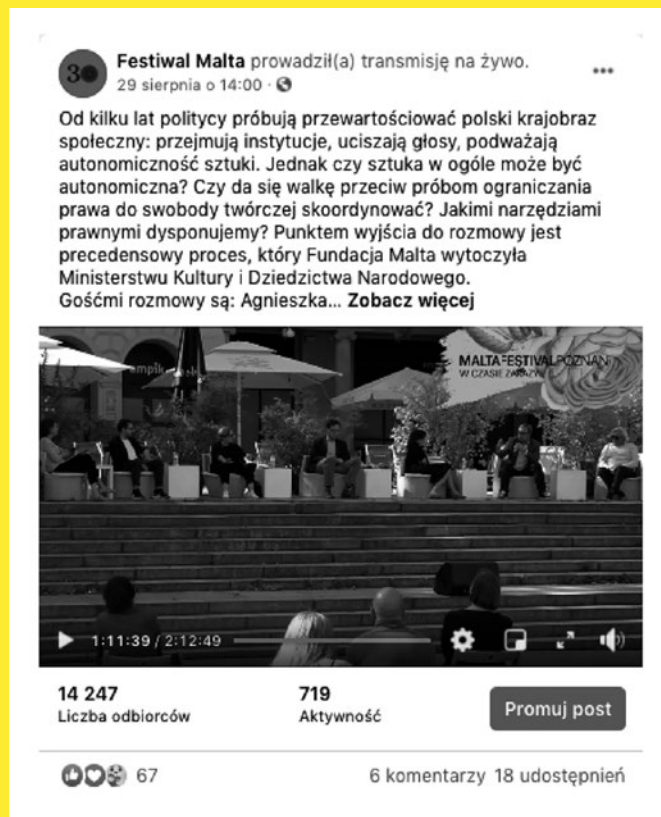 30
Festiwal Malta prowadził(a) transmisję na żywo.
29 sierpnia o 14:00 ·
Od kilku lat politycy próbują przewartościować polski krajobraz
społeczny: przejmują instytucje, uciszają głosy, podważają
autonomiczność sztuki. Jednak czy sztuka w ogóle może być
autonomiczna? Czy da się walkę przeciw próbom ograniczania
prawa do swobody twórczej skoordynować? Jakimi narzędziami
prawnymi dysponujemy? Punktem wyjścia do rozmowy jest
precedensowy proces, który Fundacja Malta wytoczyła
Ministerstwu Kultury i Dziedzictwa Narodowego.
Gośćmi rozmowy są: Agnieszka... Zobacz więcej
empik
MALTAFESTIVALPOZNAŃ
W CZASIE ZARAZY
1:11:39 / 2:12:49
14 247
Liczba odbiorców
719
Aktywność
Promuj post
67
6 komentarzy 18 udostępnień